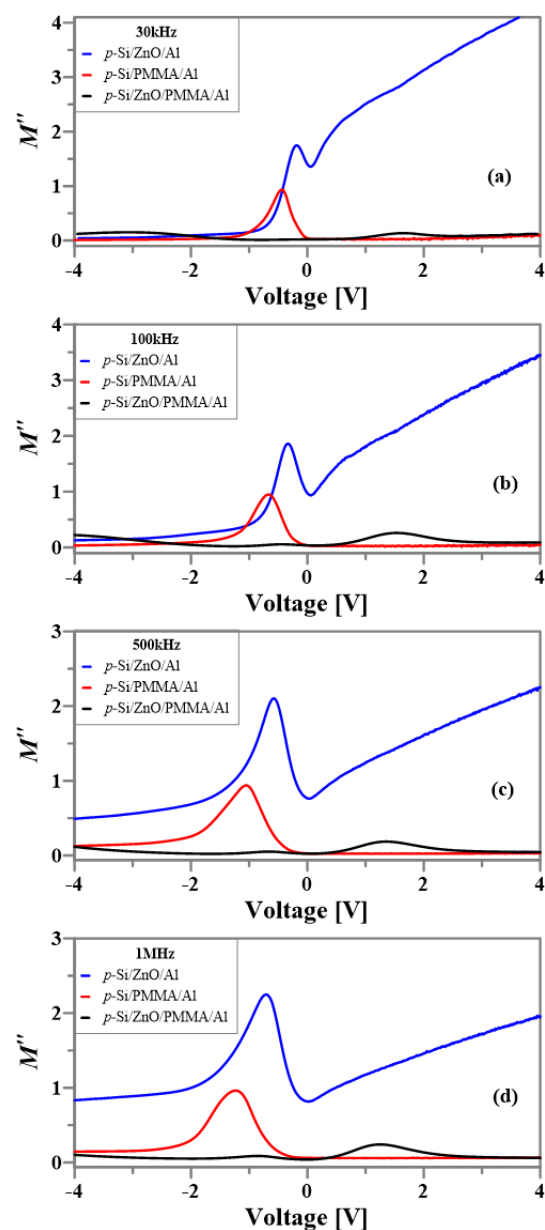 30kHz
p-Si/ZnO/Al
p-Si/PMMA/Al
p-Si/ZnO/PMMA/Al
4
3
2
1
0
M''
(a)
-4 -2 0 2 4
Voltage [V]
100kHz
p-Si/ZnO/Al
p-Si/PMMA/Al
p-Si/ZnO/PMMA/Al
4
3
2
1
0
M''
(b)
-4 -2 0 2 4
Voltage [V]
500kHz
p-Si/ZnO/Al
p-Si/PMMA/Al
p-Si/ZnO/PMMA/Al
3
2
1
0
M''
(c)
-4 -2 0 2 4
Voltage [V]
1MHz
p-Si/ZnO/Al
p-Si/PMMA/Al
p-Si/ZnO/PMMA/Al
3
2
1
0
M''
(d)
-4 -2 0 2 4
Voltage [V]